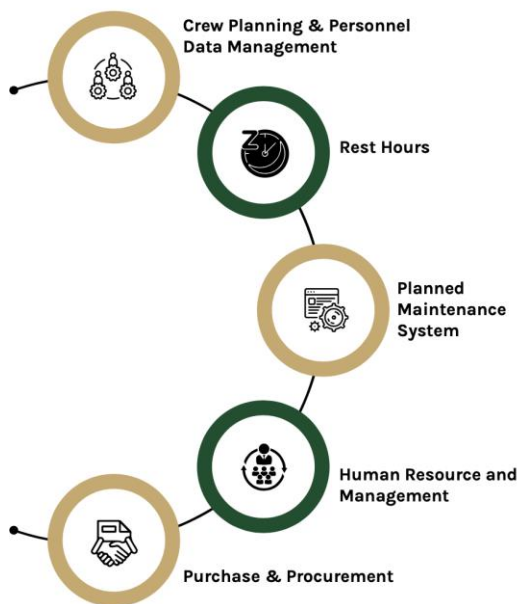 Crew Planning & Personnel
Data Management
Rest Hours
Planned
Maintenance
System
Human Resource and
Management
Purchase & Procurement